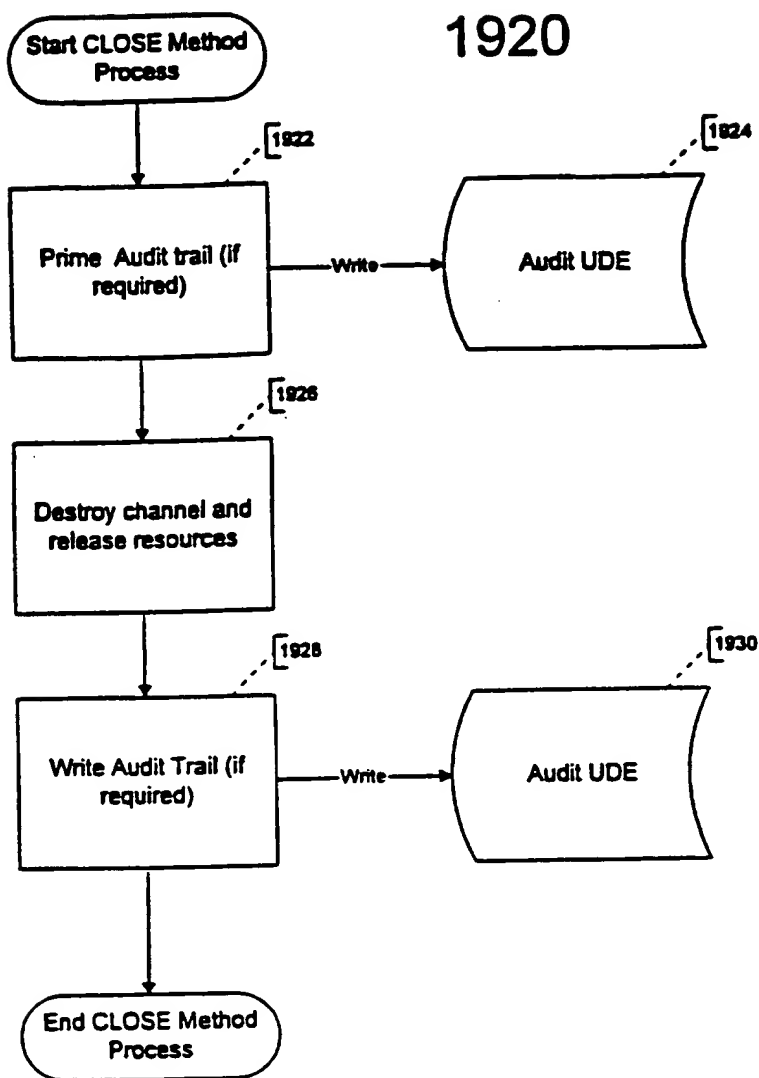 1920
Start CLOSE Method
Process
1922
1924
Prime Audit trail (if
required)
Write
Audit UDE
1926
Destroy channel and
release resources
1928
1930
Write Audit Trail (if
required)
Write
Audit UDE
End CLOSE Method
Process